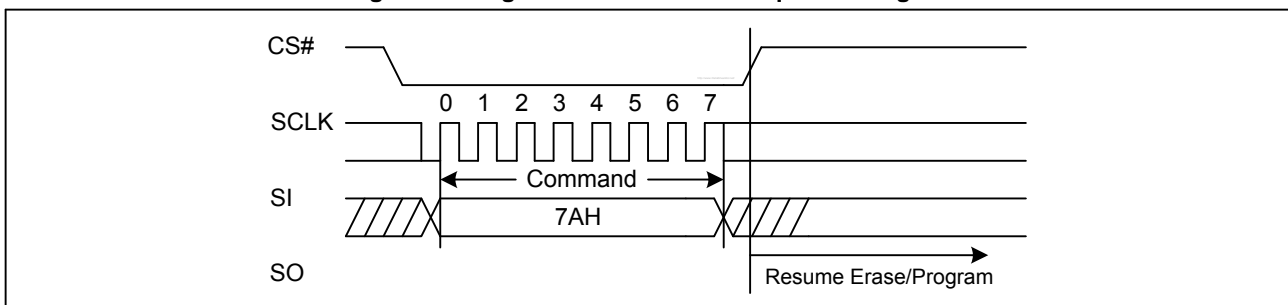 CS#
0 1 2 3 4 5 6 7
SCLK
Command
SI
7AH
SO
Resume Erase/Program